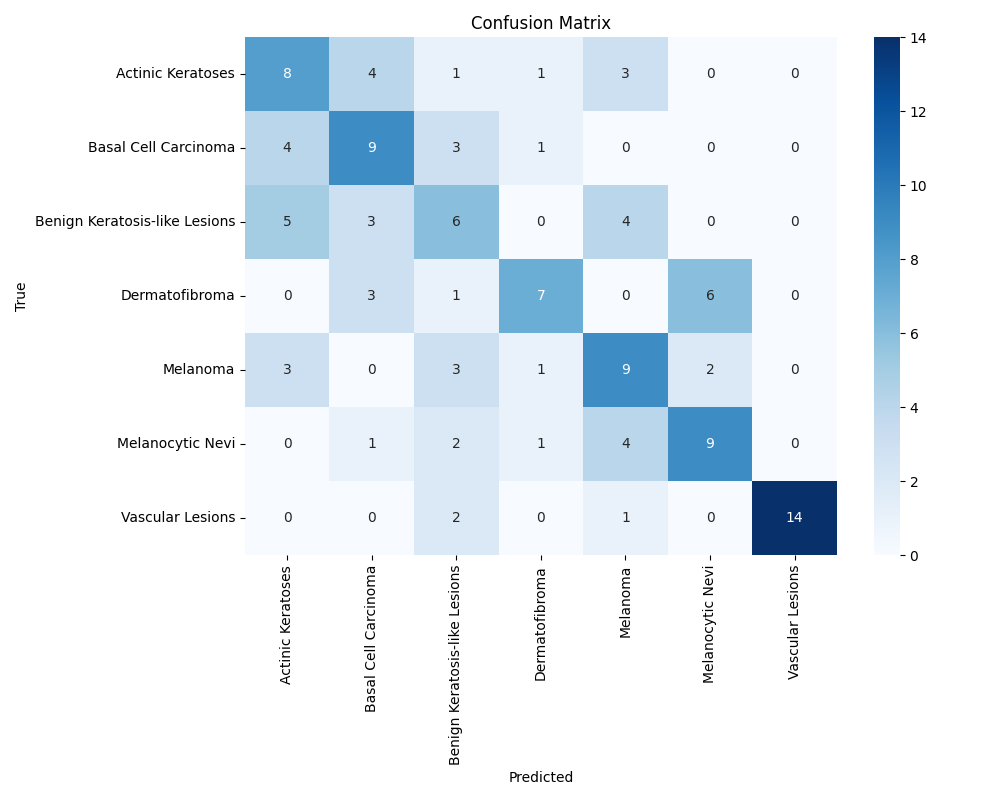 Confusion Matrix
Actinic Keratoses 8 4 1 1 3 0 0
Basal Cell Carcinoma 4 9 3 1 0 0 0
Benign Keratosis-like Lesions 5 3 6 0 4 0 0
Dermatofibroma 0 3 1 7 0 6 0
Melanoma 3 0 3 1 9 2 0
Melanocytic Nevi 0 1 2 1 4 9 0
Vascular Lesions 0 0 2 0 1 0 14
True
Actinic Keratoses
Basal Cell Carcinoma
Benign Keratosis-like Lesions
Dermatofibroma
Melanoma
Melanocytic Nevi
Vascular Lesions
Predicted
14
12
10
8
6
4
2
0